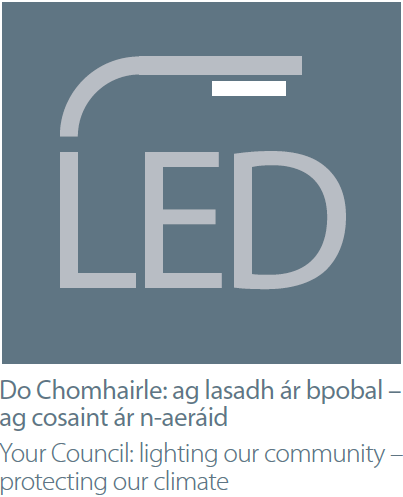 LED
Do Chomhairle: ag lasadh ár bpobal –
ag cosaint ár n-aeráid
Your Council: lighting our community –
protecting our climate